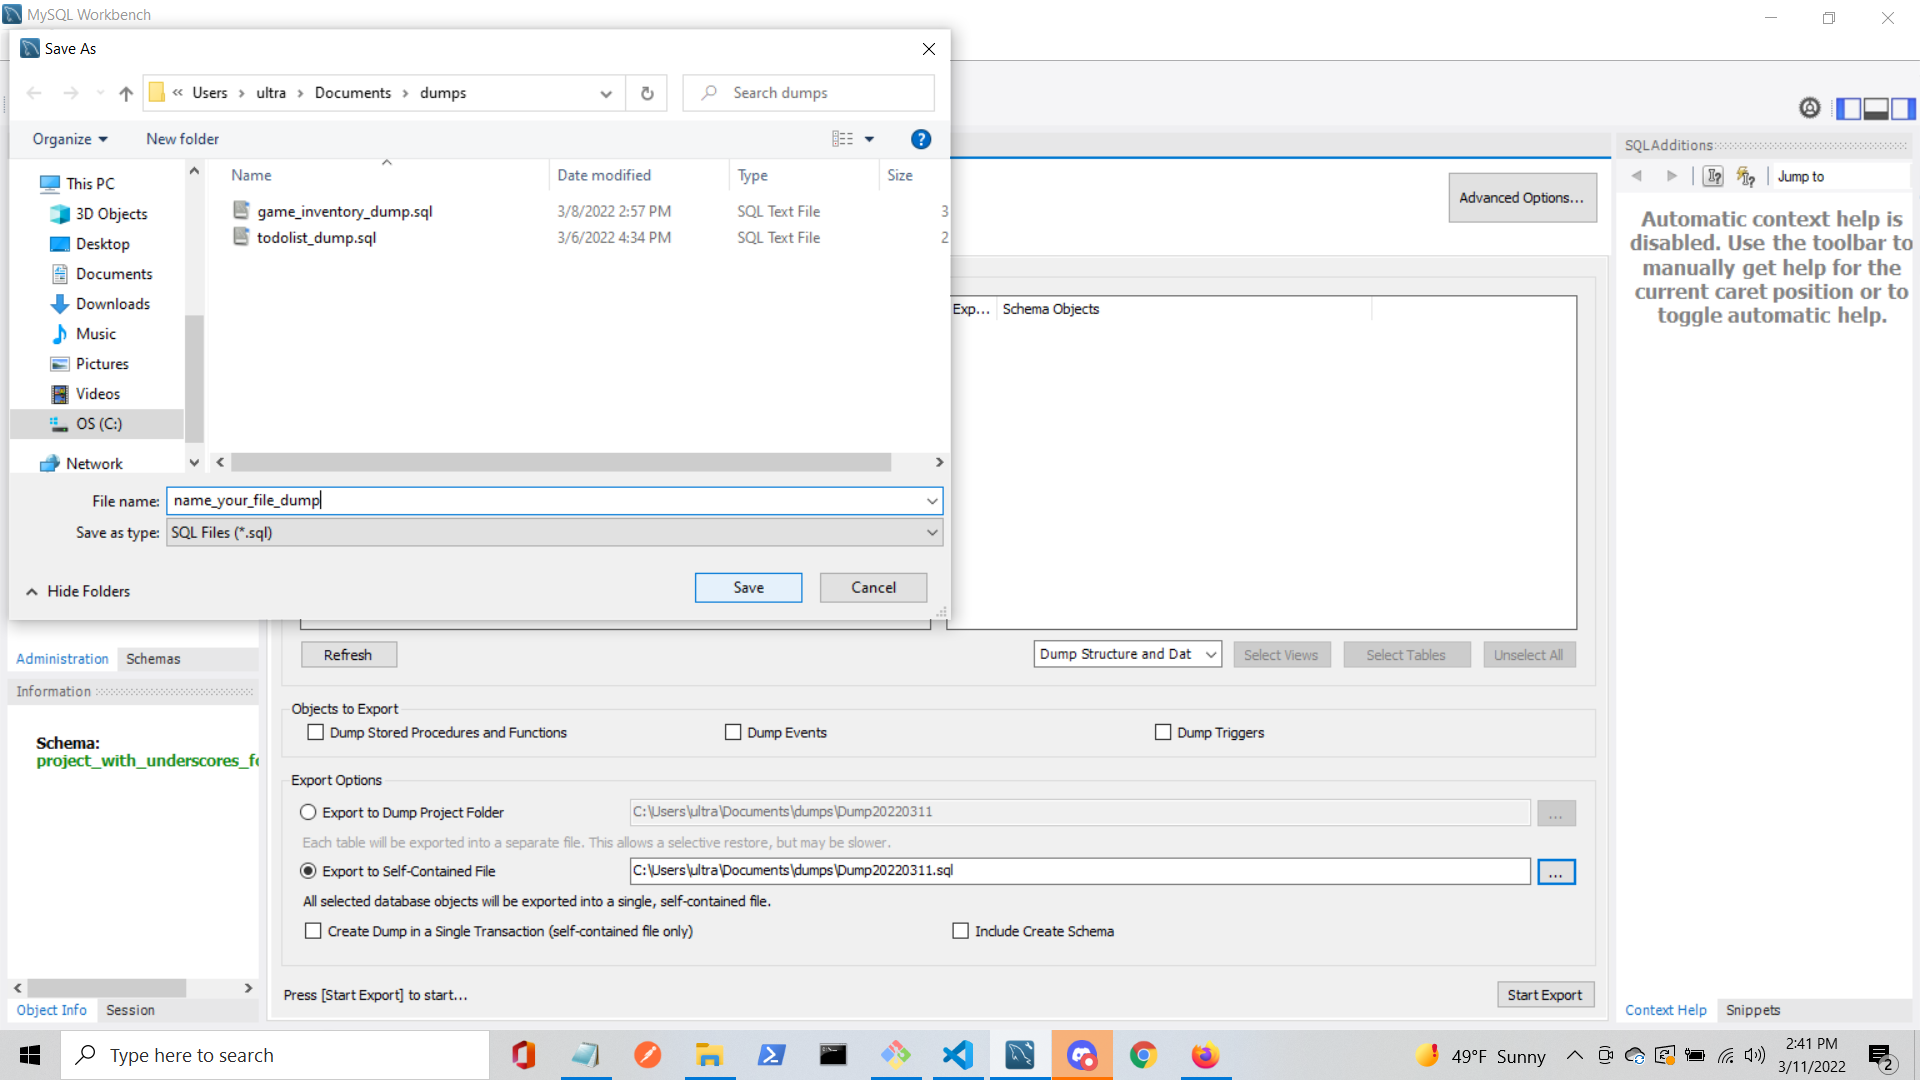 MySQL Workbench
Save As
« Users > ultra > Documents > dumps
Search dumps
Organize
New folder
Name
Date modified
Type
Size
This PC
3D Objects
Desktop
Documents
Downloads
Music
Pictures
Videos
OS (C:)
Network
game_inventory_dump.sql 3/8/2022 2:57 PM SQL Text File 3
todolist_dump.sql 3/6/2022 4:34 PM SQL Text File 2
File name: name_your_file_dump
Save as type: SQL Files (*.sql)
Hide Folders
Save
Cancel
SQLAdditions
Jump to
Advanced Options...
Automatic context help is
disabled. Use the toolbar to
manually get help for the
current caret position or to
toggle automatic help.
Exp... Schema Objects
Administration
Schemas
Refresh
Dump Structure and Dat
Select Views
Select Tables
Unselect All
Information
Schema:
project_with_underscores_fo
Objects to Export
Dump Stored Procedures and Functions
Dump Events
Dump Triggers
Export Options
Export to Dump Project Folder
C:\Users\ultra\Documents\dumps\Dump20220311
...
Each table will be exported into a separate file. This allows a selective restore, but may be slower.
Export to Self-Contained File
C:\Users\ultra\Documents\dumps\Dump20220311.sql
...
All selected database objects will be exported into a single, self-contained file.
Create Dump in a Single Transaction (self-contained file only)
Include Create Schema
Press [Start Export] to start...
Start Export
Object Info
Session
Context Help
Snippets
Type here to search
49°F Sunny
2:41 PM
3/11/2022
2